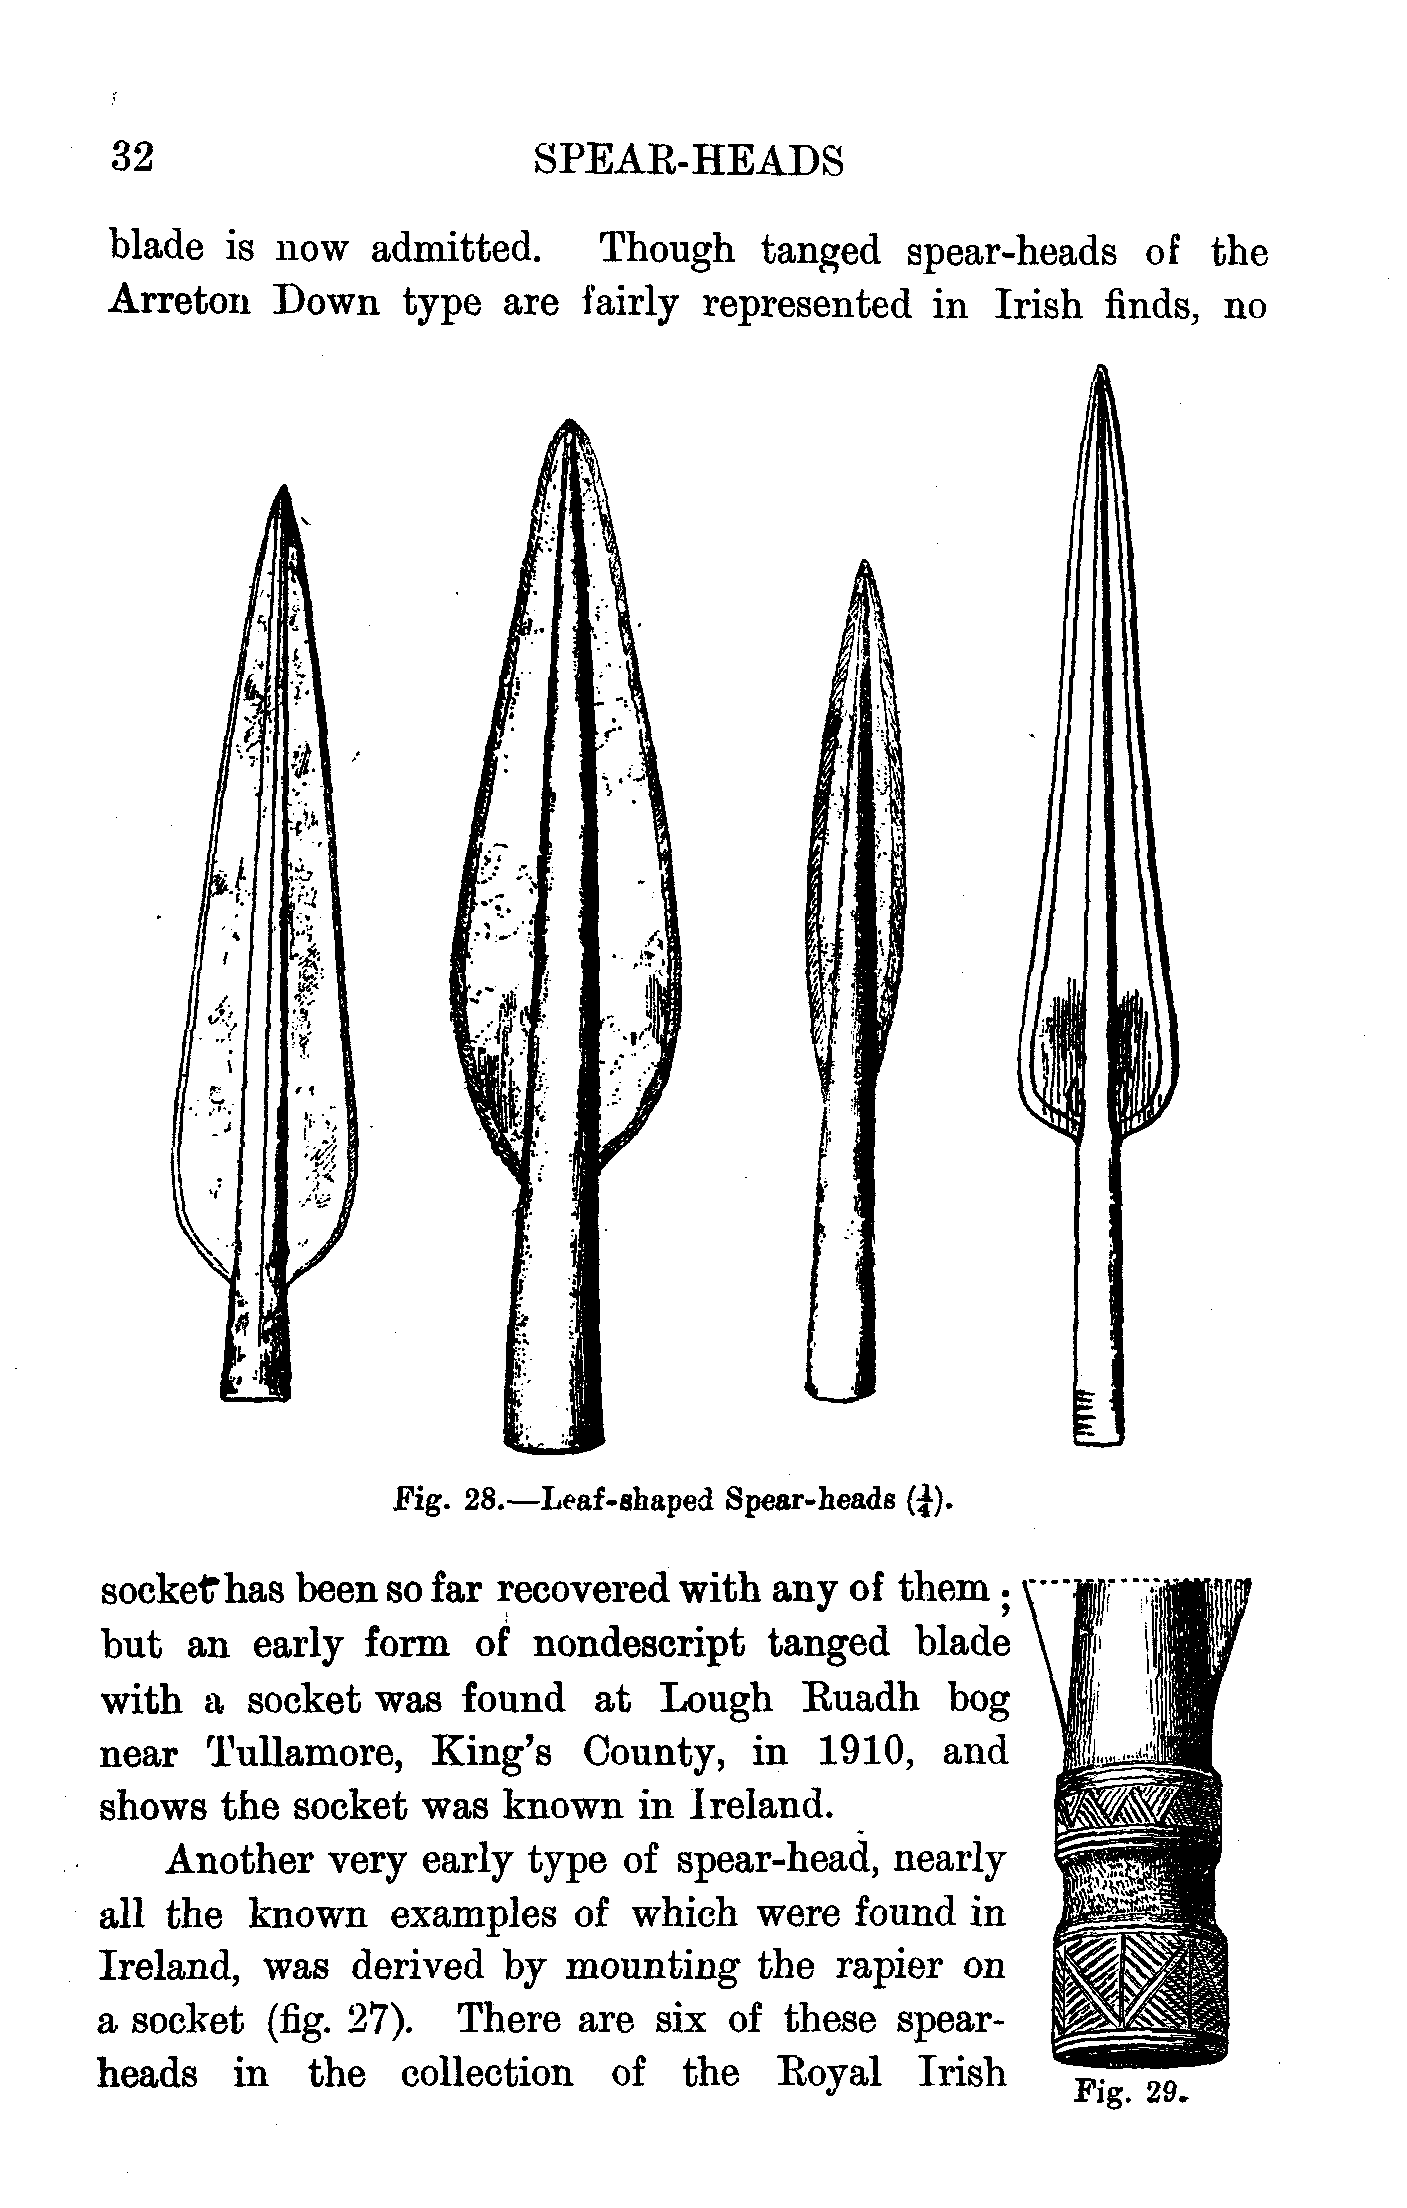 32
SPEAR-HEADS
blade is now admitted. Though tanged spear-heads of the
Arreton Down type are fairly represented in Irish finds, no
Fig. 28.—Leaf-shaped Spear-heads (¼).
socket has been so far recovered with any of them;
but an early form of nondescript tanged blade
with a socket was found at Lough Ruadh bog
near Tullamore, King's County, in 1910, and
shows the socket was known in Ireland.
Another very early type of spear-head, nearly
all the known examples of which were found in
Ireland, was derived by mounting the rapier on
a socket (fig. 27). There are six of these spear-
heads in the collection of the Royal Irish
Fig. 29.